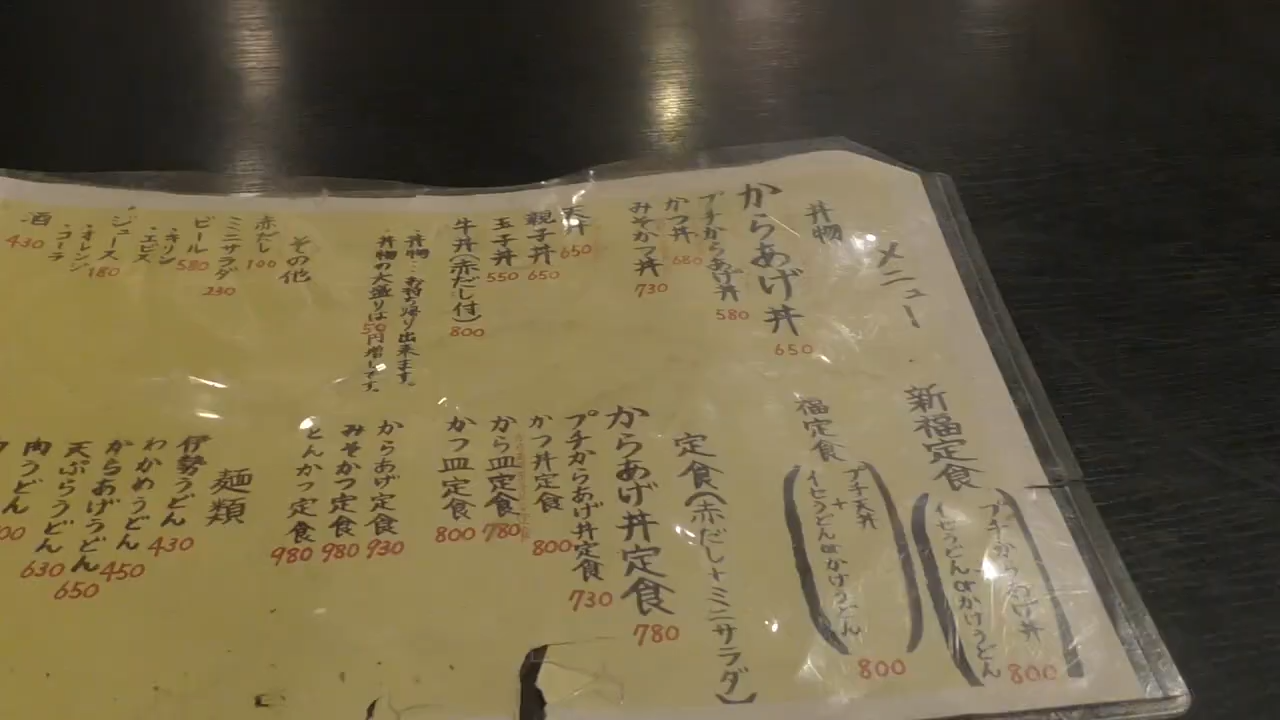 メニュー
丼物
からあげ丼
650
プチからあげ丼
580
かつ丼
680
みそかつ丼
730
天丼
650
親子丼
650
玉子丼
550
牛丼(赤だし付)
800
・丼物…お持ち帰り出来ます。
・丼物の大盛りは50円増しです。
その他
赤だし
100
ミニサラダ
230
ビール
580
・キリン
・エビス
ジュース
180
・オレンジ
・コーラ
酒
430
新福定食
プチからあげ丼
+
イセうどんorかけうどん
800
福定食
プチ天丼
+
イセうどんorかけうどん
800
定食(赤だし+ミニサラダ)
からあげ丼定食
780
プチからあげ丼定食
730
かつ丼定食
800
から皿定食
780
かつ皿定食
800
からあげ定食
930
みそかつ定食
980
とんかつ定食
980
麺類
伊勢うどん
430
わかめうどん
450
からあげうどん
650
天ぷらうどん
630
肉うどん